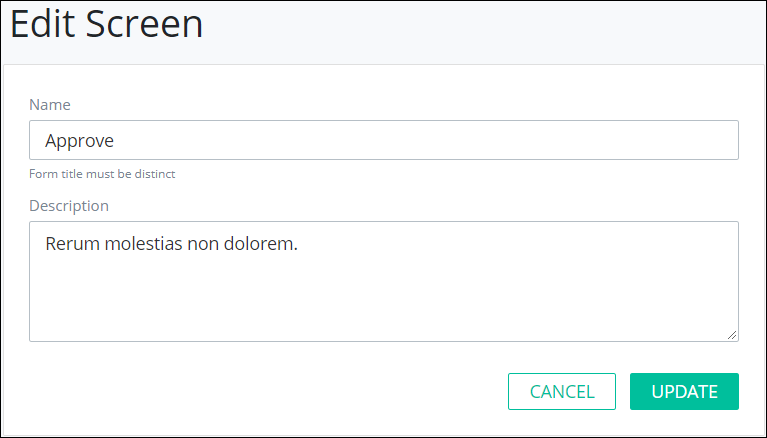 Edit Screen
Name
Approve
Form title must be distinct
Description
Rerum molestias non dolorem.
CANCEL
UPDATE